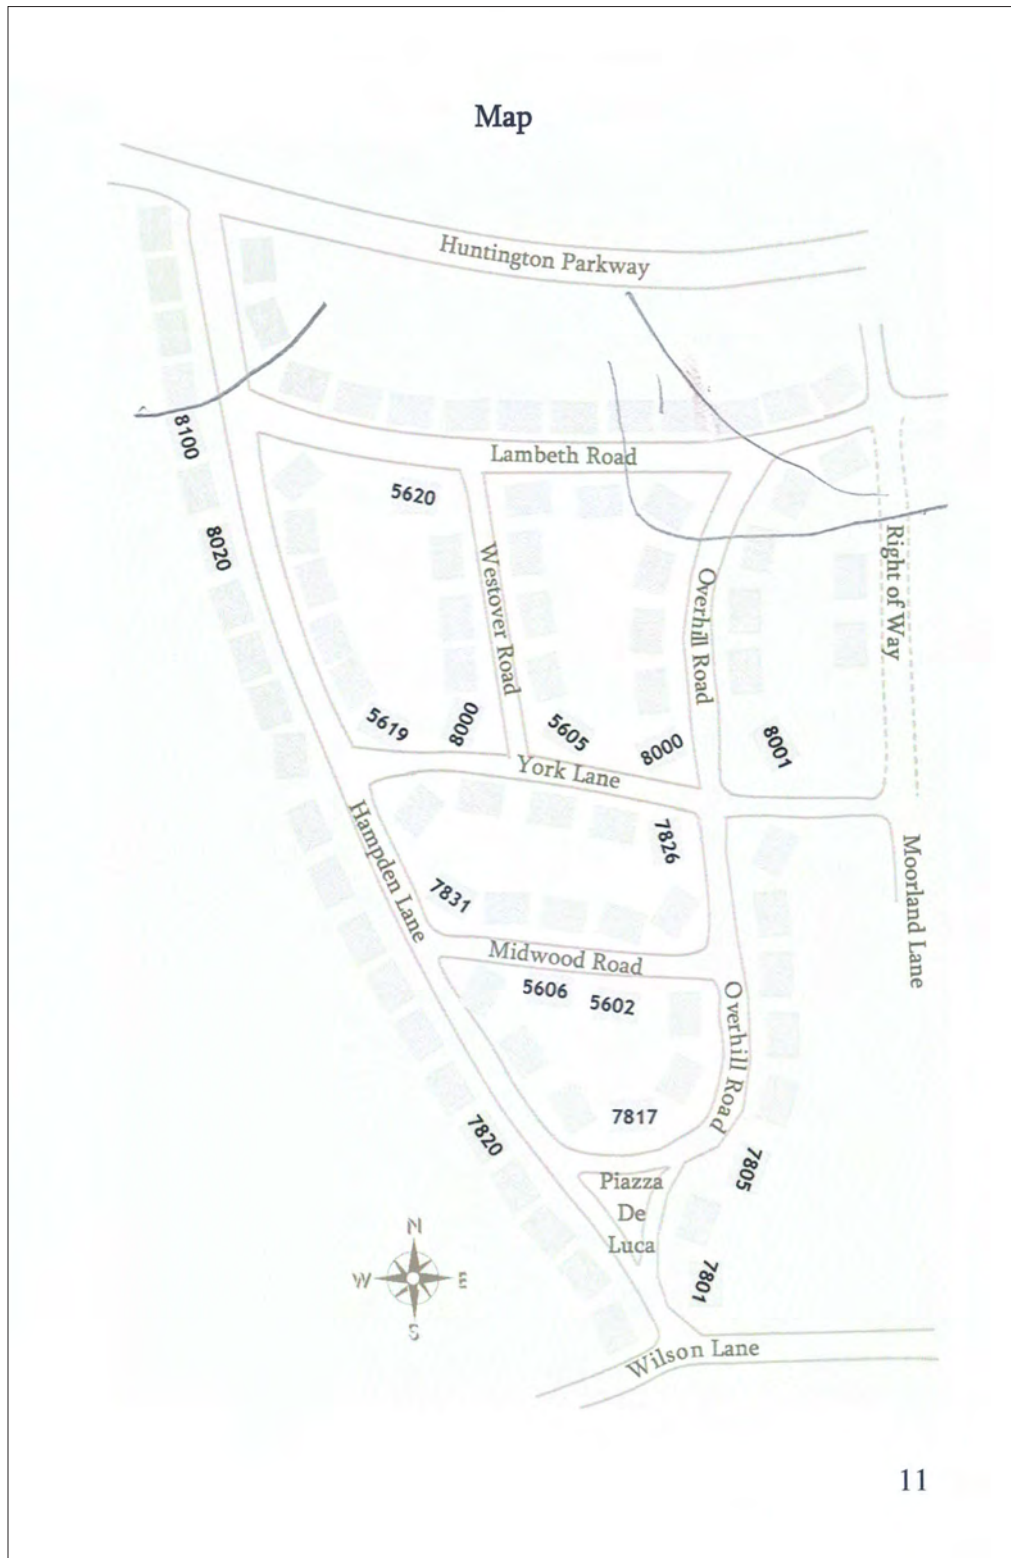 Map
Huntington Parkway
8100
Lambeth Road
5620
8020
Westover Road
Overhill Road
Right of Way
5619
8000
5605
8000
8001
York Lane
Hampden Lane
7826
Moorland Lane
7831
Midwood Road
5606
5602
Overhill Road
7817
7820
7805
Piazza
De
Luca
N
W
E
S
7801
Wilson Lane
11